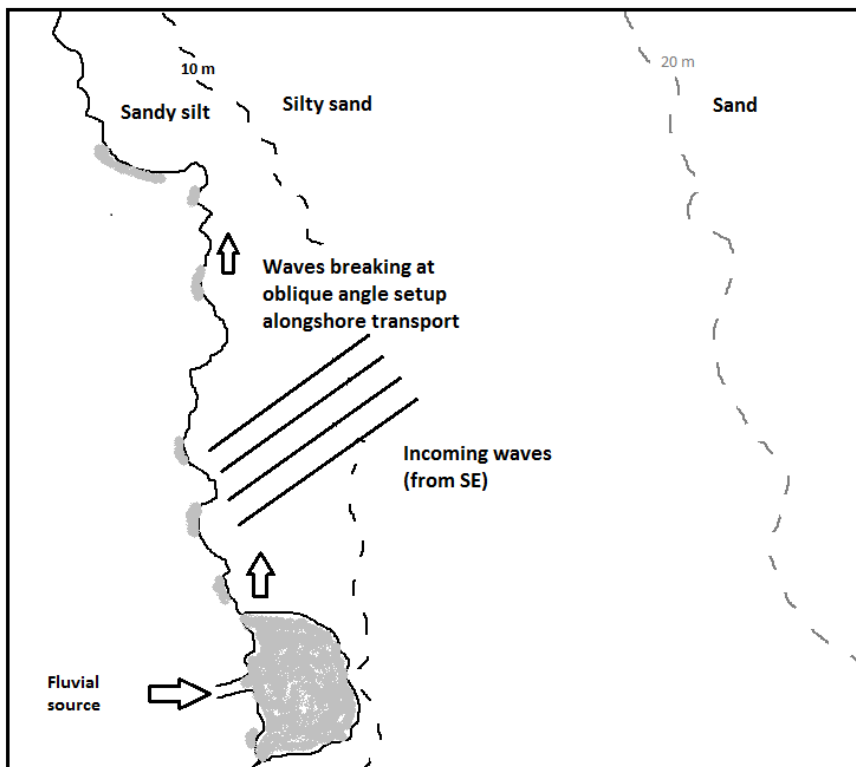 10 m
20 m
Sandy silt
Silty sand
Sand
Waves breaking at
oblique angle setup
alongshore transport
Incoming waves
(from SE)
Fluvial
source